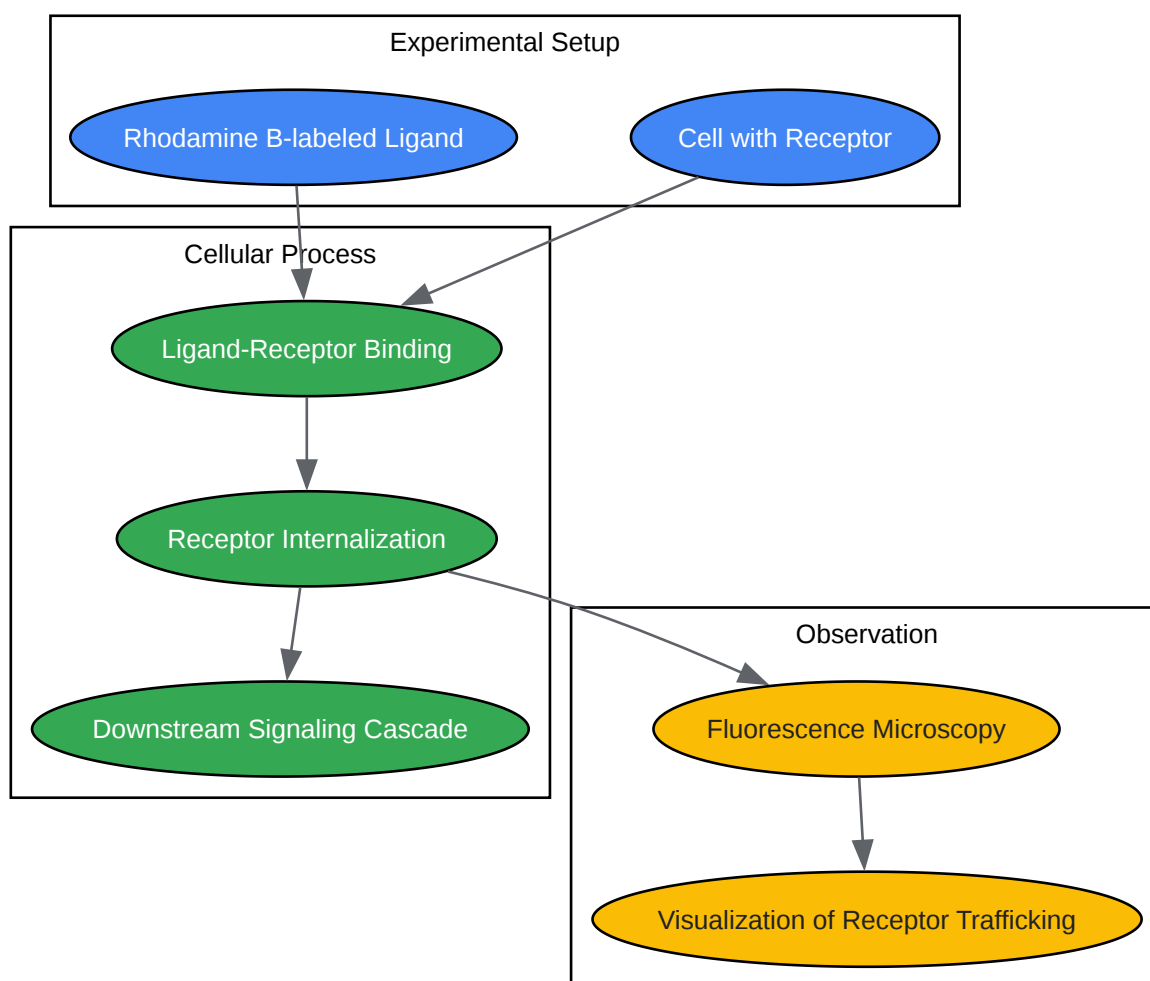 Experimental Setup
Rhodamine B-labeled Ligand
Cell with Receptor
Cellular Process
Ligand-Receptor Binding
Receptor Internalization
Downstream Signaling Cascade
Observation
Fluorescence Microscopy
Visualization of Receptor Trafficking